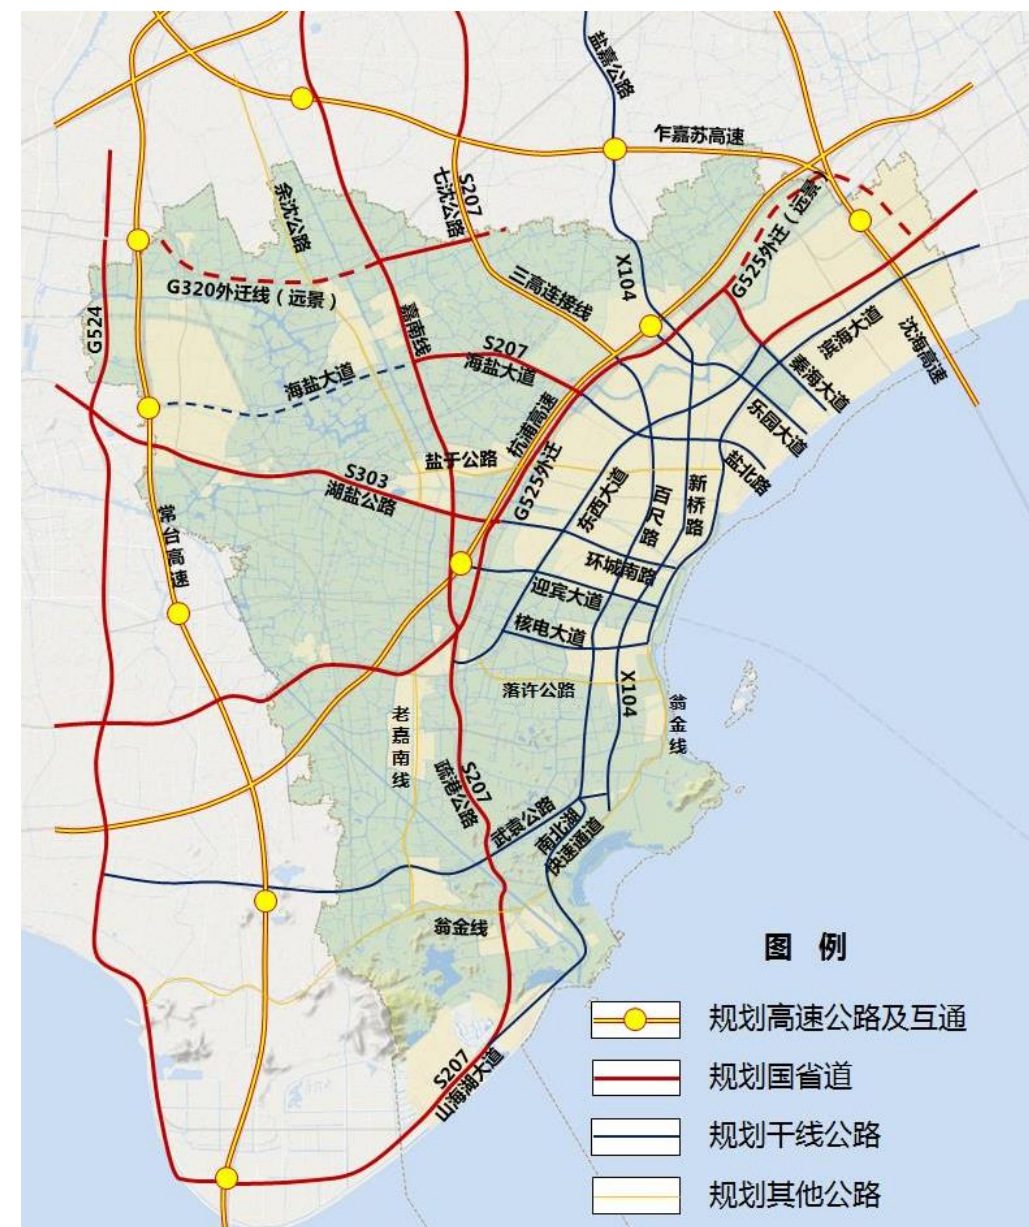 盐嘉公路
乍嘉苏高速
S207
七沈公路
余沈公路
G525外迁(远景)
X104
三高连接线
G320外迁线(远景)
G524
嘉南线
S207
海盐大道
海盐大道
滨海大道
秦海大道
沈海高速
乐园大道
杭浦高速
盐于公路
盐北路
S303
湖盐公路
G525外迁
东西大道
百尺路
新桥路
常台高速
环城南路
迎宾大道
核电大道
落许公路
X104
翁金线
老嘉南线
S207
疏港公路
武袁公路
南北湖
快速通道
翁金线
S207
山海湖大道
图 例
规划高速公路及互通
规划国省道
规划干线公路
规划其他公路